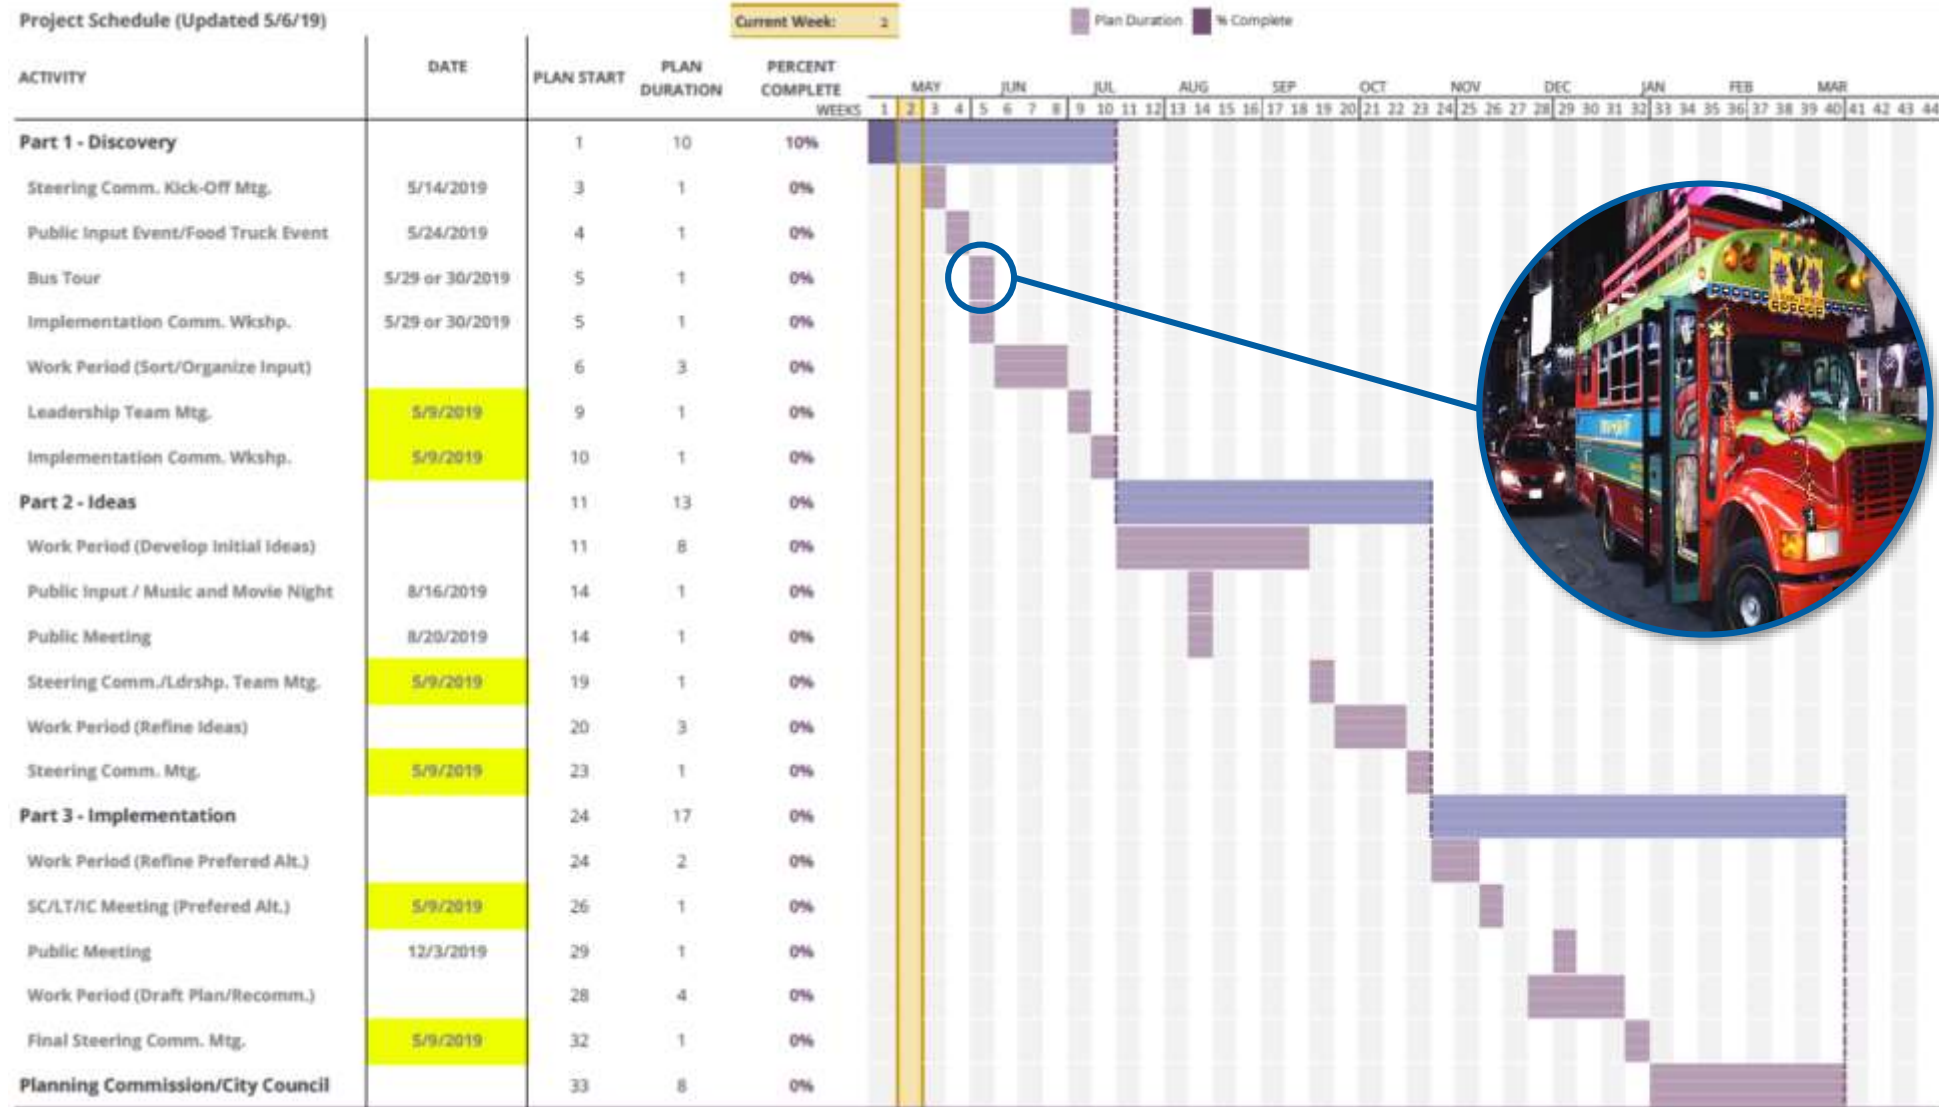 Project Schedule (Updated 5/6/19)
Current Week: 2
Plan Duration % Complete
ACTIVITY DATE PLAN START PLAN DURATION PERCENT COMPLETE
MAY JUN JUL AUG SEP OCT NOV DEC JAN FEB MAR
WEEKS 1 2 3 4 5 6 7 8 9 10 11 12 13 14 15 16 17 18 19 20 21 22 23 24 25 26 27 28 29 30 31 32 33 34 35 36 37 38 39 40 41 42 43 44
Part 1 - Discovery 1 10 10%
Steering Comm. Kick-Off Mtg. 5/14/2019 3 1 0%
Public Input Event/Food Truck Event 5/24/2019 4 1 0%
Bus Tour 5/29 or 30/2019 5 1 0%
Implementation Comm. Wkshp. 5/29 or 30/2019 5 1 0%
Work Period (Sort/Organize Input) 6 3 0%
Leadership Team Mtg. 5/9/2019 9 1 0%
Implementation Comm. Wkshp. 5/9/2019 10 1 0%
Part 2 - Ideas 11 13 0%
Work Period (Develop Initial Ideas) 11 8 0%
Public Input / Music and Movie Night 8/16/2019 14 1 0%
Public Meeting 8/20/2019 14 1 0%
Steering Comm./Ldrshp. Team Mtg. 5/9/2019 19 1 0%
Work Period (Refine Ideas) 20 3 0%
Steering Comm. Mtg. 5/9/2019 23 1 0%
Part 3 - Implementation 24 17 0%
Work Period (Refine Prefered Alt.) 24 2 0%
SC/LT/IC Meeting (Prefered Alt.) 5/9/2019 26 1 0%
Public Meeting 12/3/2019 29 1 0%
Work Period (Draft Plan/Recomm.) 28 4 0%
Final Steering Comm. Mtg. 5/9/2019 32 1 0%
Planning Commission/City Council 33 8 0%